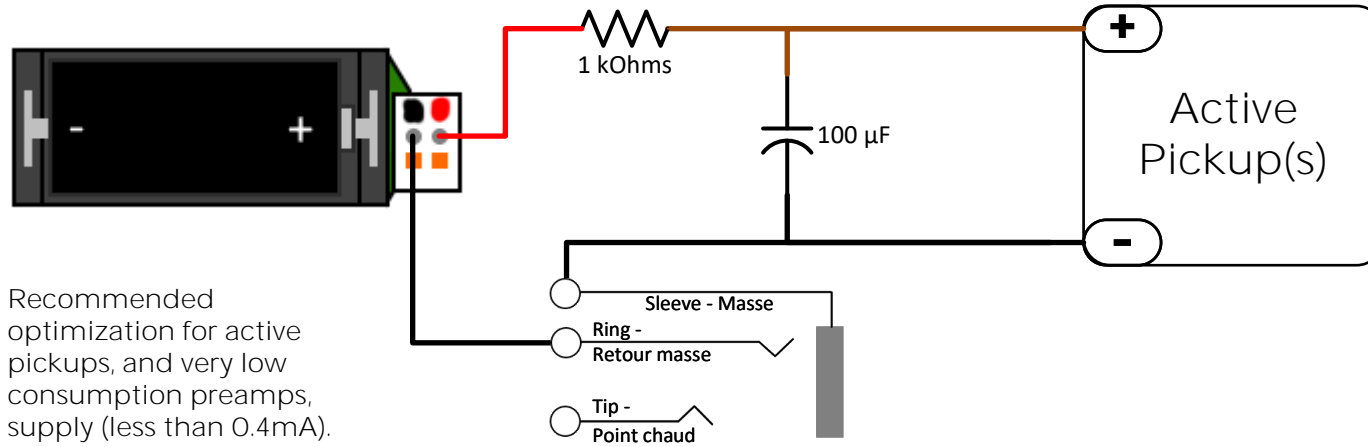 1 kOhms
+
Active
Pickup(s)
-
+
100 µF
-
Sleeve - Masse
Ring -
Retour masse
Tip -
Point chaud
Recommended
optimization for active
pickups, and very low
consumption preamps,
supply (less than 0.4mA).